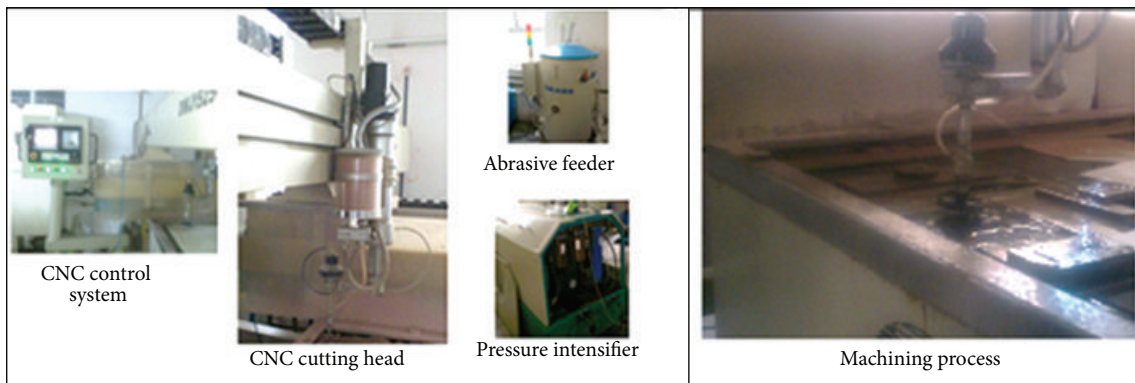 CNC control
system
CNC cutting head
Abrasive feeder
Pressure intensifier
Machining process